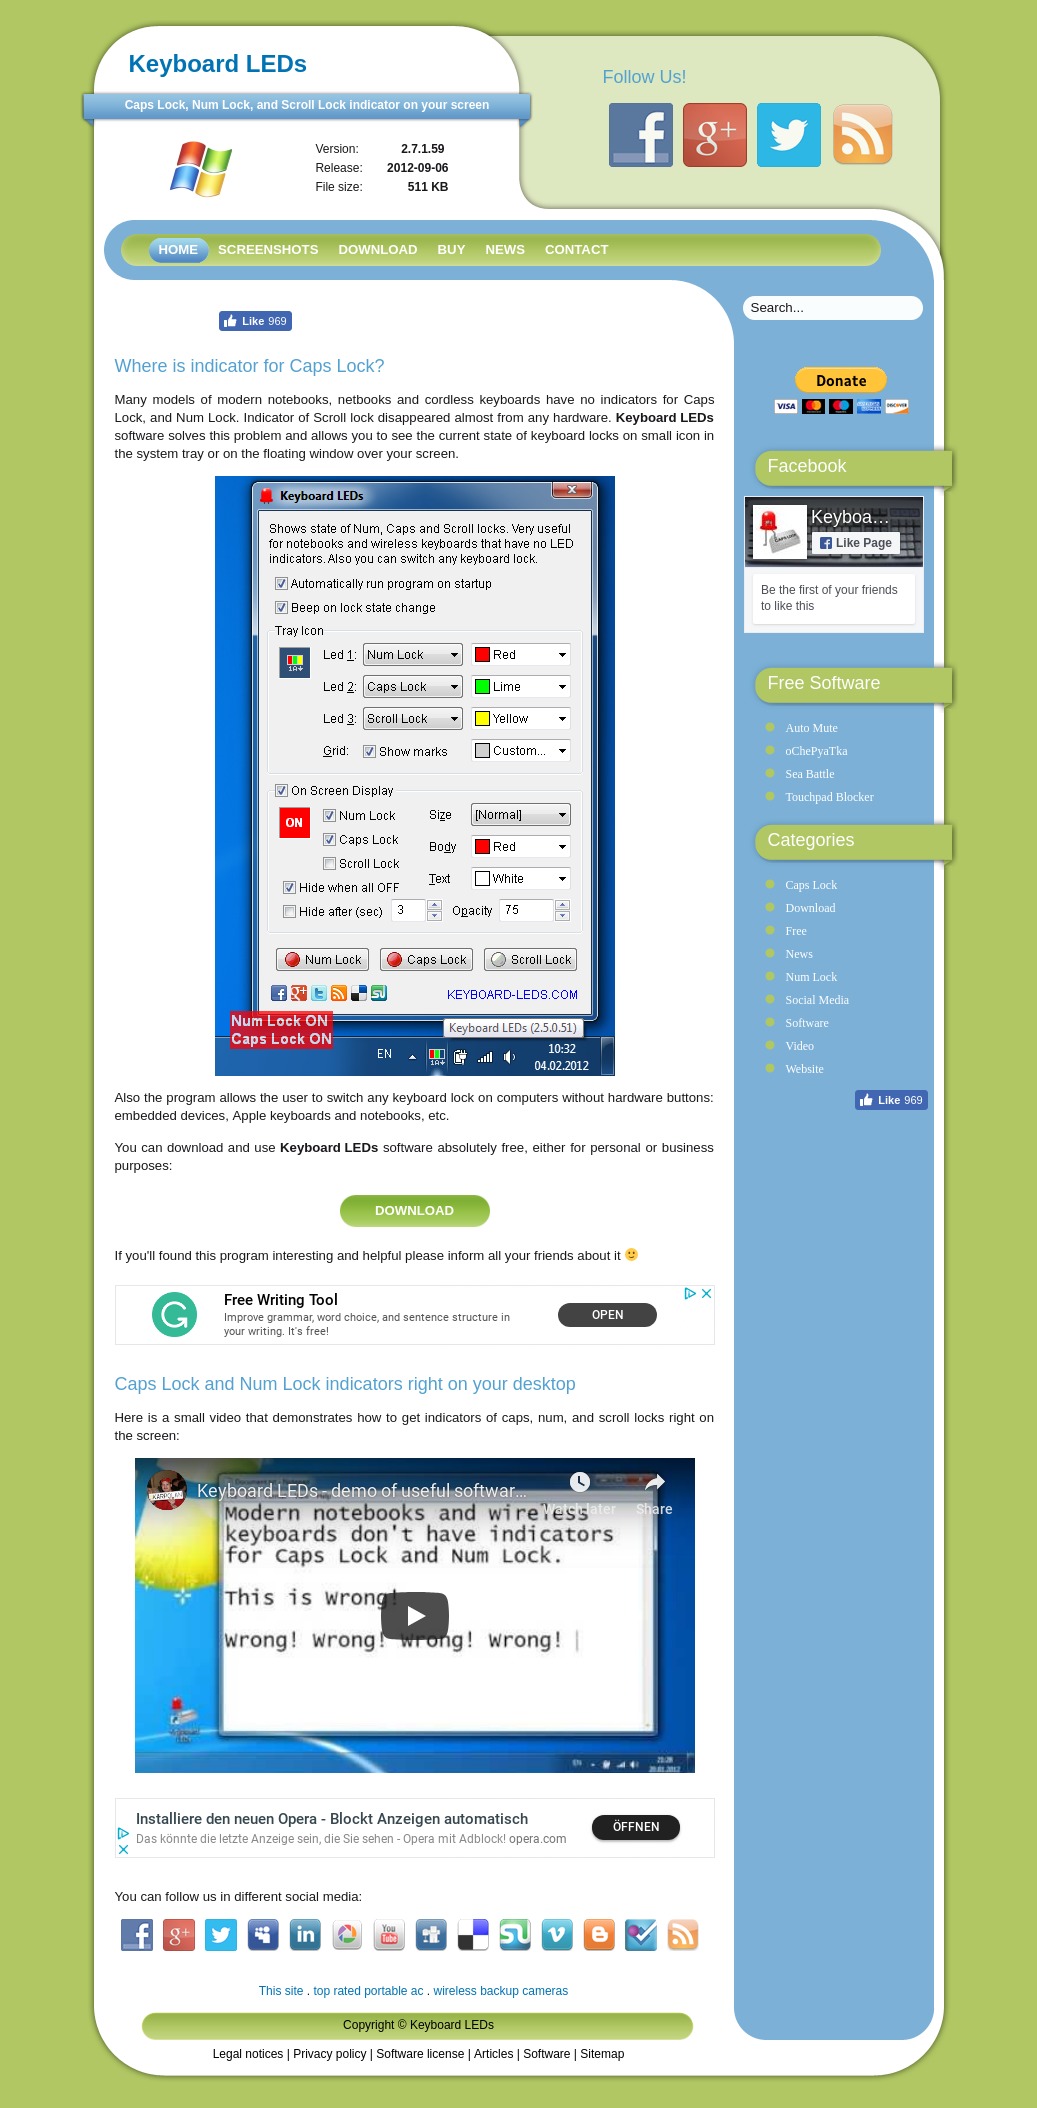 Keyboard LEDs
Caps Lock, Num Lock, and Scroll Lock indicator on your screen
Version: 2.7.1.59
Release: 2012-09-06
File size: 511 KB
Follow Us!
HOME SCREENSHOTS DOWNLOAD BUY NEWS CONTACT
Search...
Like 969
Where is indicator for Caps Lock?
Many models of modern notebooks, netbooks and cordless keyboards have no indicators for Caps
Lock, and Num Lock. Indicator of Scroll lock disappeared almost from any hardware. Keyboard LEDs
software solves this problem and allows you to see the current state of keyboard locks on small icon in
the system tray or on the floating window over your screen.
Keyboard LEDs
Shows state of Num, Caps and Scroll locks. Very useful
for notebooks and wireless keyboards that have no LED
indicators. Also you can switch any keyboard lock.
Automatically run program on startup
Beep on lock state change
Tray Icon
Led 1: Num Lock Red
Led 2: Caps Lock Lime
Led 3: Scroll Lock Yellow
Grid: Show marks Custom...
On Screen Display
ON
Num Lock Size [Normal]
Caps Lock Body Red
Scroll Lock Text White
Hide when all OFF
Hide after (sec) 3 Opacity 75
Num Lock Caps Lock Scroll Lock
KEYBOARD-LEDS.COM
Num Lock ON
Caps Lock ON
Keyboard LEDs (2.5.0.51)
EN 10:32
04.02.2012
Also the program allows the user to switch any keyboard lock on computers without hardware buttons:
embedded devices, Apple keyboards and notebooks, etc.
You can download and use Keyboard LEDs software absolutely free, either for personal or business
purposes:
DOWNLOAD
If you'll found this program interesting and helpful please inform all your friends about it
Free Writing Tool
Improve grammar, word choice, and sentence structure in
your writing. It's free!
OPEN
Caps Lock and Num Lock indicators right on your desktop
Here is a small video that demonstrates how to get indicators of caps, num, and scroll locks right on
the screen:
KARPOLAN
Keyboard LEDs - demo of useful softwar...
Watch later Share
Modern notebooks and wireless
keyboards don't have indicators
for Caps Lock and Num Lock.
This is Wrong!
Wrong! Wrong! Wrong! Wrong!
Installiere den neuen Opera - Blockt Anzeigen automatisch
Das könnte die letzte Anzeige sein, die Sie sehen - Opera mit Adblock! opera.com
ÖFFNEN
You can follow us in different social media:
You
Tube
This site . top rated portable ac . wireless backup cameras
Copyright © Keyboard LEDs
Legal notices | Privacy policy | Software license | Articles | Software | Sitemap
Donate
VISA
DISCOVER
Facebook
Keyboa...
Like Page
Be the first of your friends
to like this
Free Software
Auto Mute
oChePyaTka
Sea Battle
Touchpad Blocker
Categories
Caps Lock
Download
Free
News
Num Lock
Social Media
Software
Video
Website
Like 969